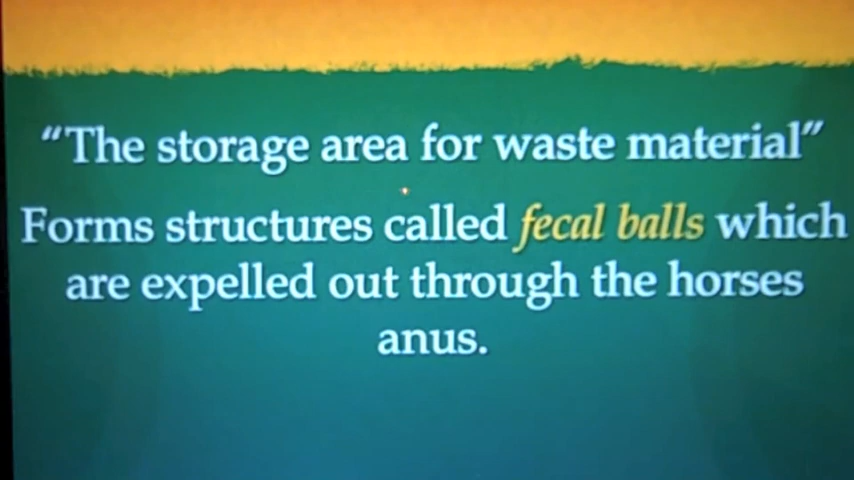 “The storage area for waste material”
Forms structures called fecal balls which
are expelled out through the horses
anus.